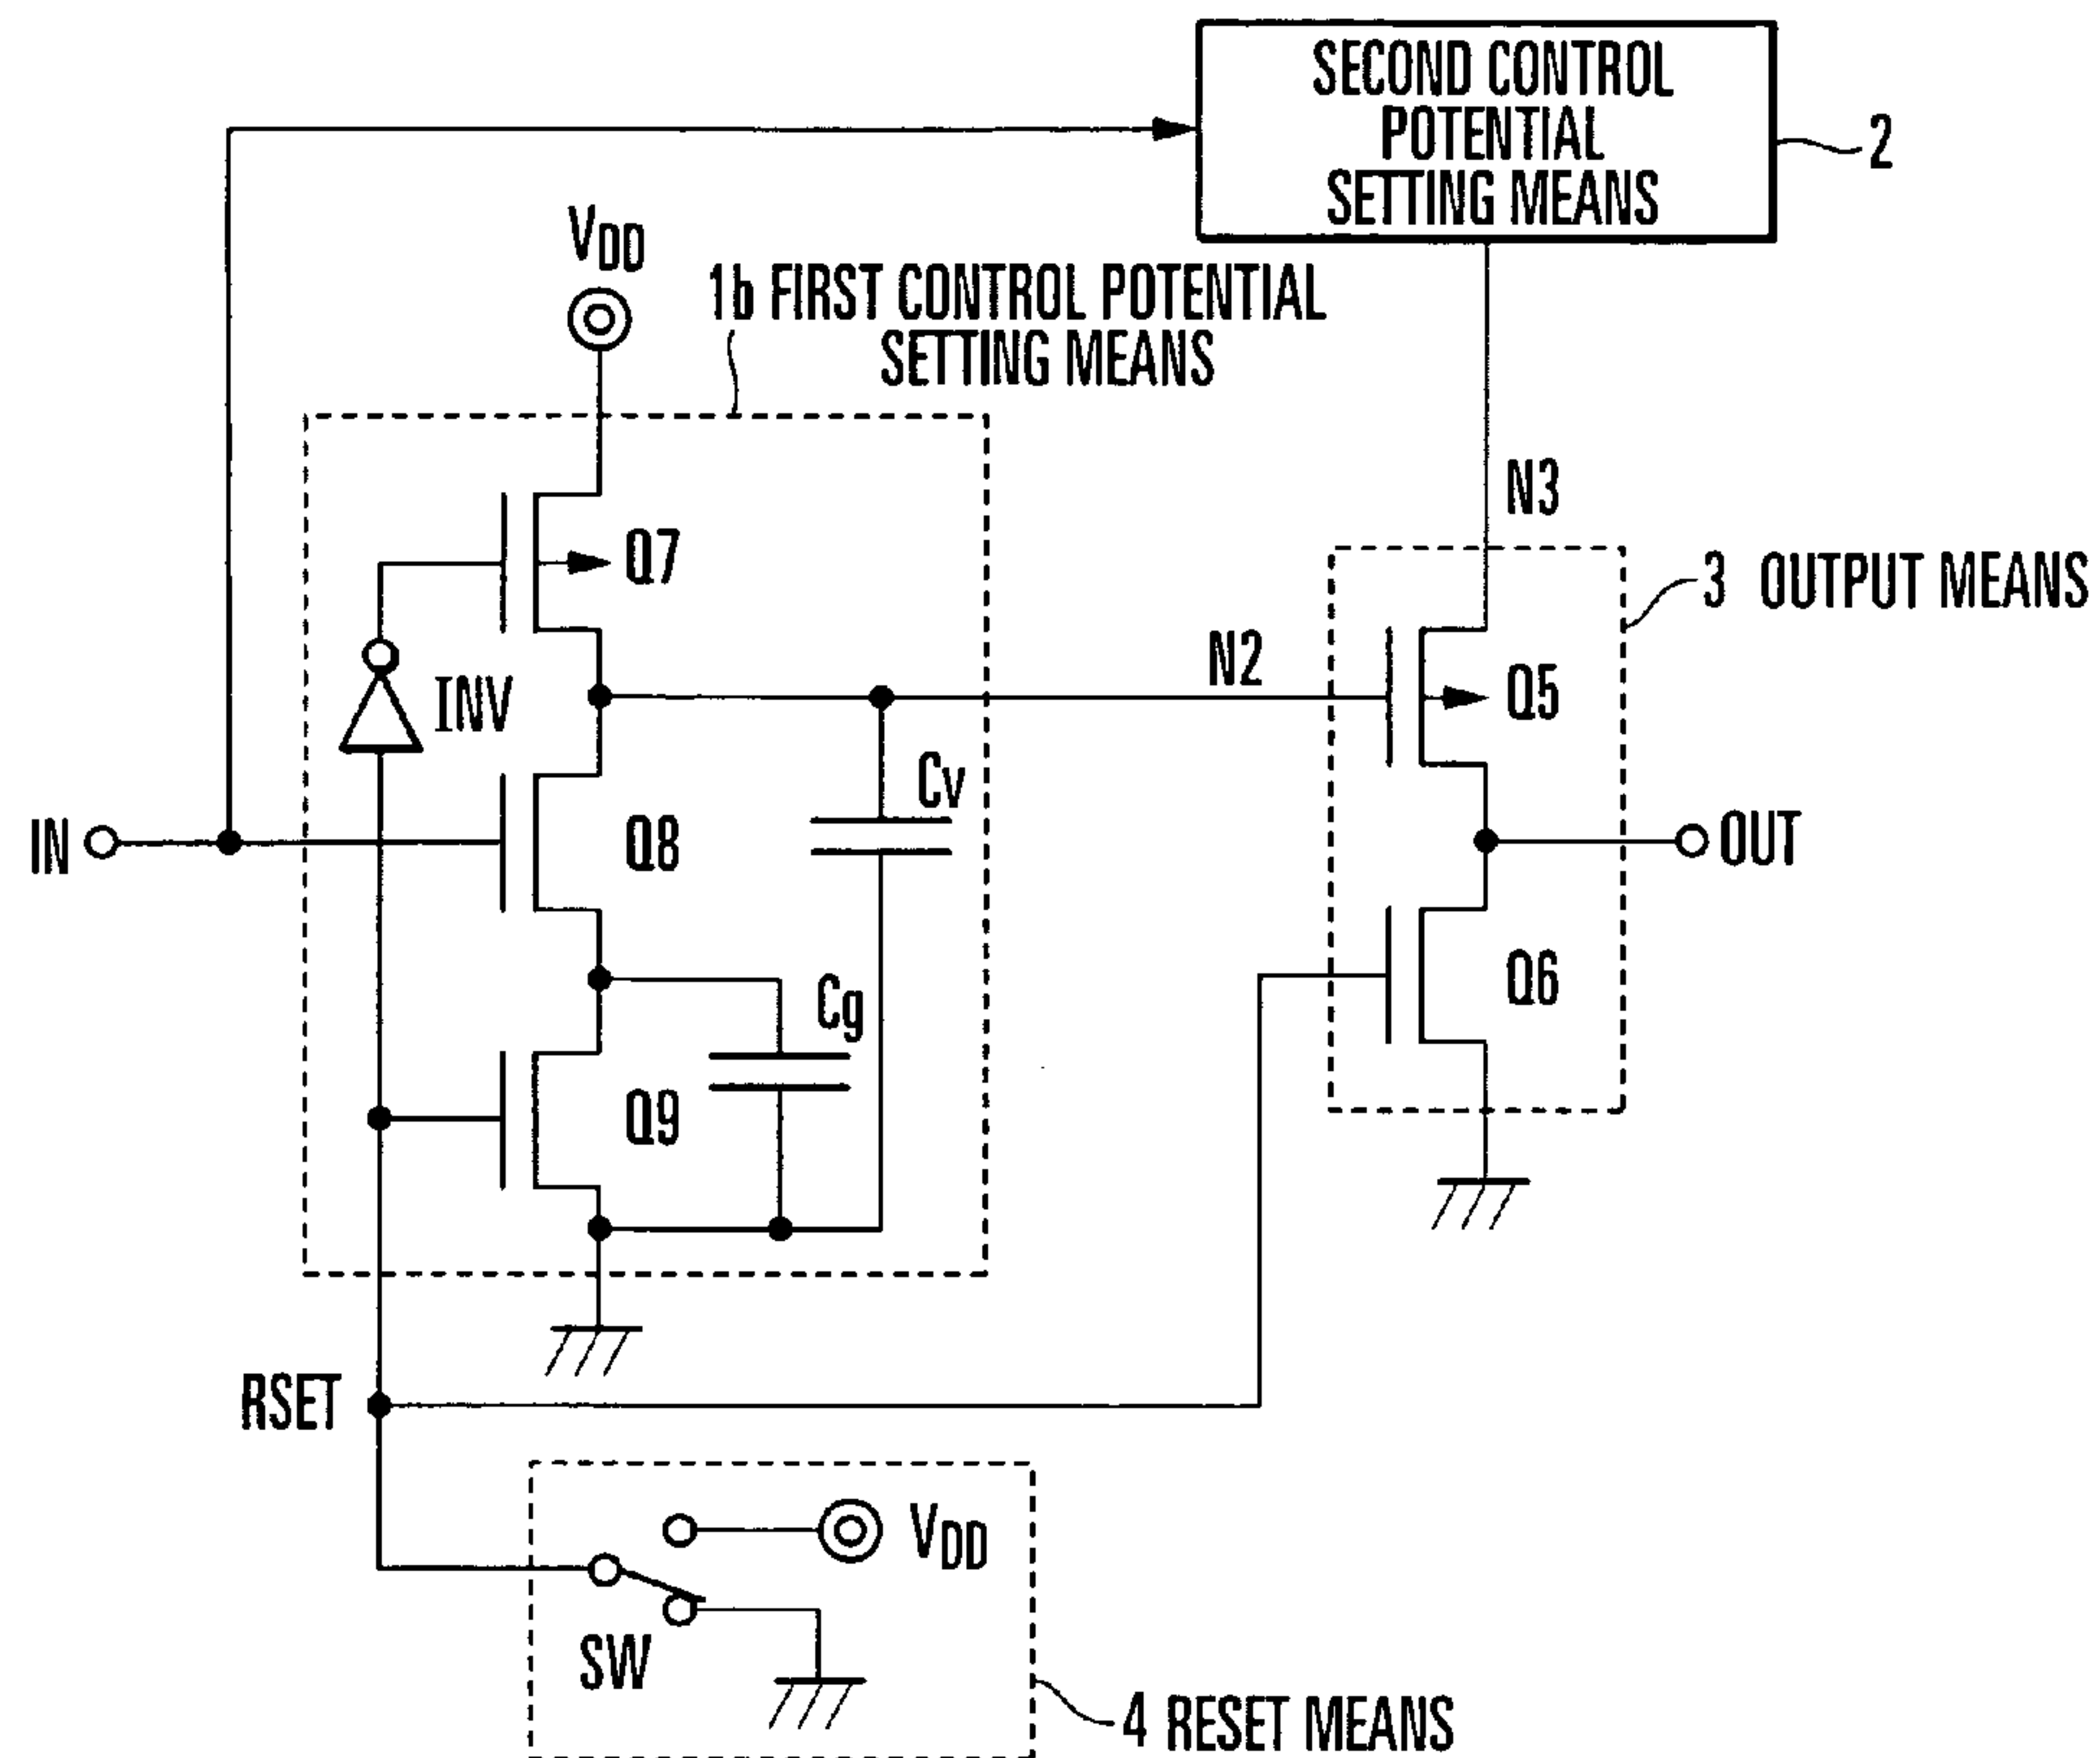 SECOND CONTROL
POTENTIAL
SETTING MEANS
2
VDD
1b FIRST CONTROL POTENTIAL
SETTING MEANS
N3
Q7
3 OUTPUT MEANS
N2
Q5
INV
Cv
IN
Q8
OUT
Cg
Q6
Q9
RSET
VDD
SW
4 RESET MEANS